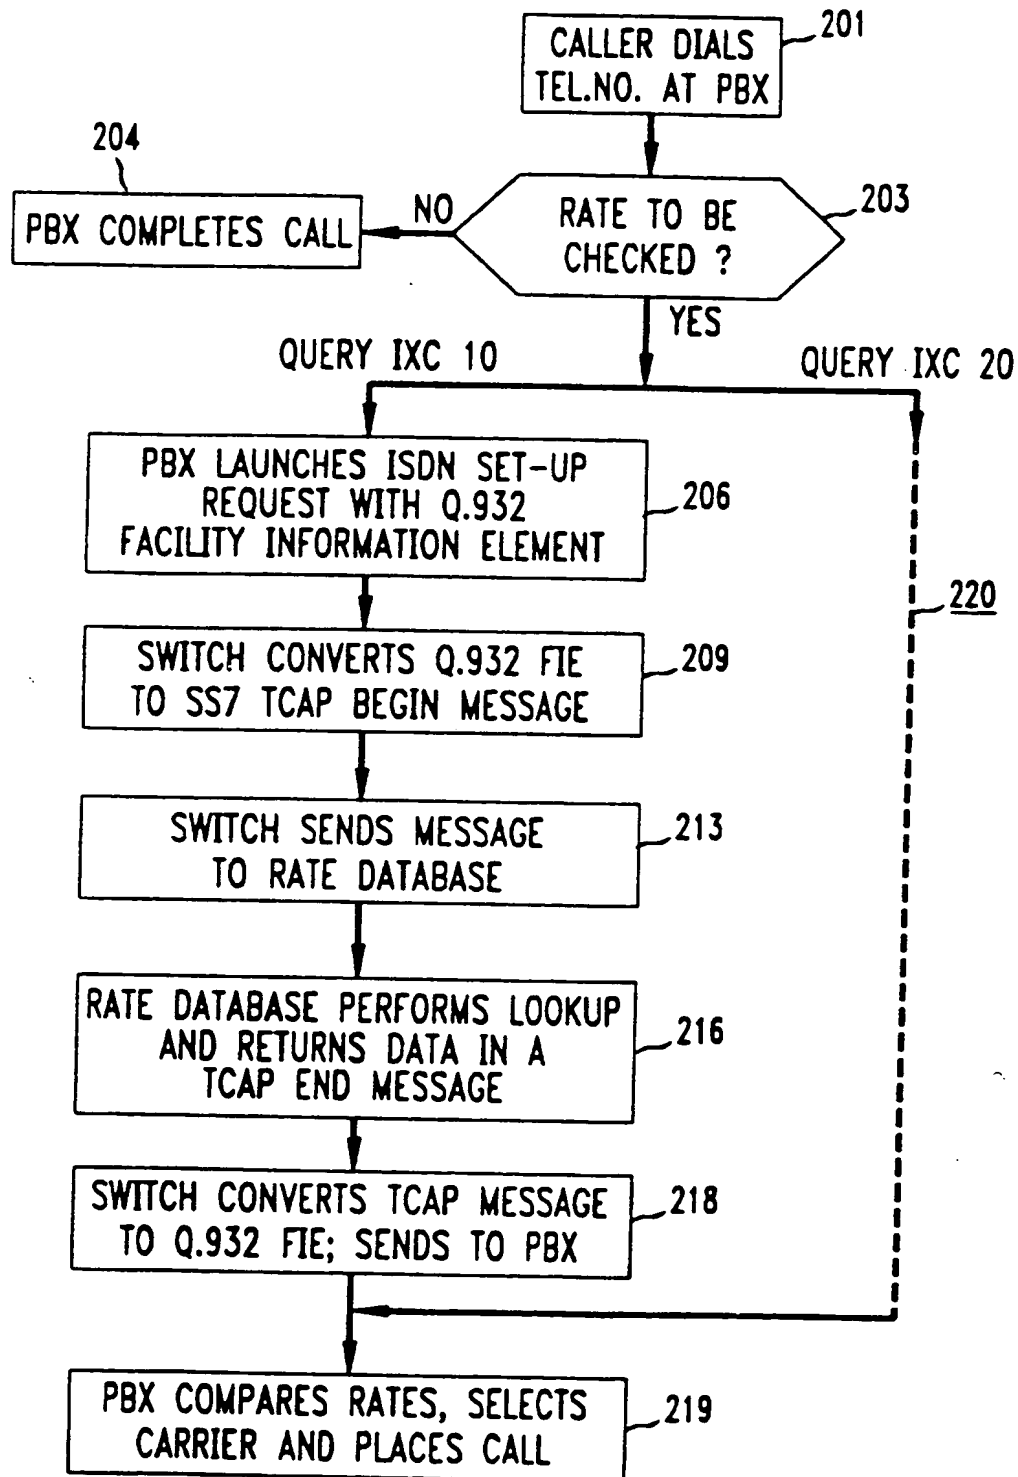 201
CALLER DIALS
TEL.NO. AT PBX
204
PBX COMPLETES CALL
NO
RATE TO BE
CHECKED ?
203
YES
QUERY IXC 10
QUERY IXC 20
PBX LAUNCHES ISDN SET-UP
REQUEST WITH Q.932
FACILITY INFORMATION ELEMENT
206
220
SWITCH CONVERTS Q.932 FIE
TO SS7 TCAP BEGIN MESSAGE
209
SWITCH SENDS MESSAGE
TO RATE DATABASE
213
RATE DATABASE PERFORMS LOOKUP
AND RETURNS DATA IN A
TCAP END MESSAGE
216
SWITCH CONVERTS TCAP MESSAGE
TO Q.932 FIE; SENDS TO PBX
218
PBX COMPARES RATES, SELECTS
CARRIER AND PLACES CALL
219